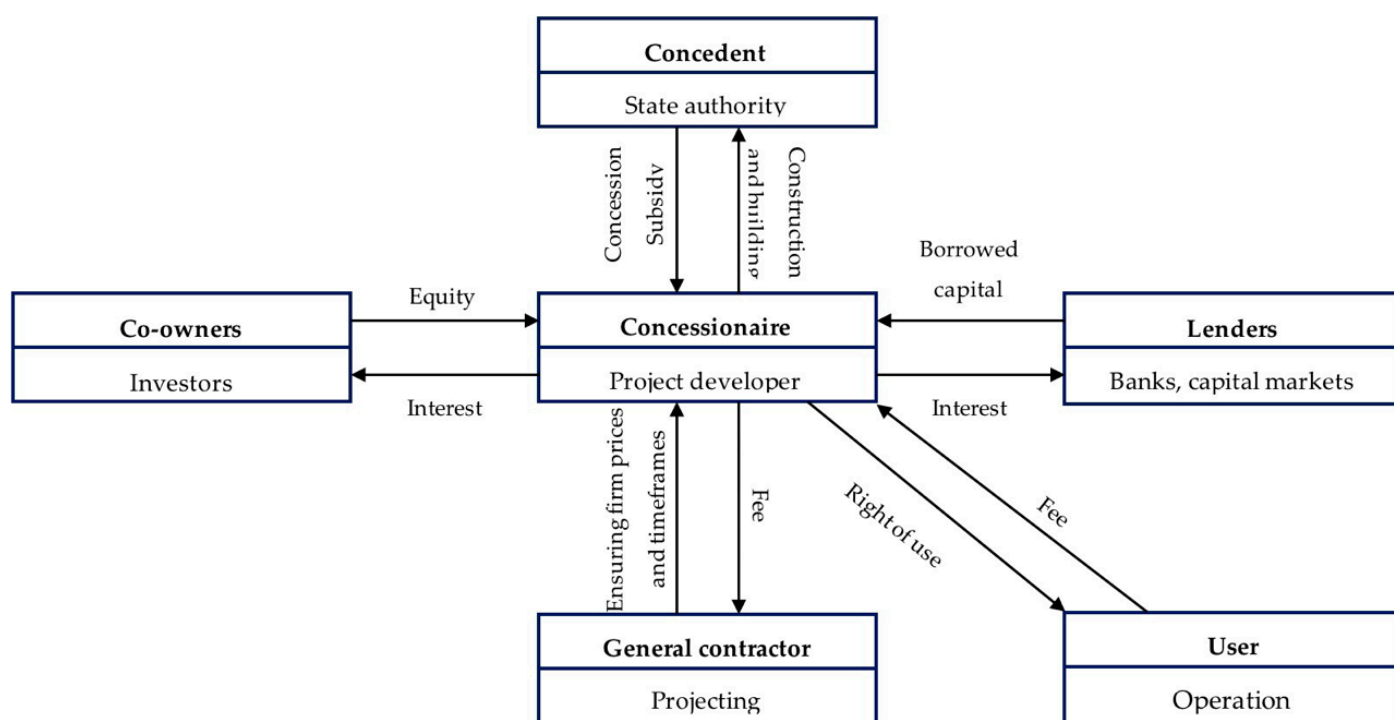 Concedent
State authority
Concession
Subsidy
and building
Construction
Borrowed
capital
Equity
Co-owners
Investors
Interest
Concessionaire
Project developer
Lenders
Banks, capital markets
Interest
Ensuring firm prices
and timeframes
Fee
Right of use
Fee
General contractor
Projecting
User
Operation